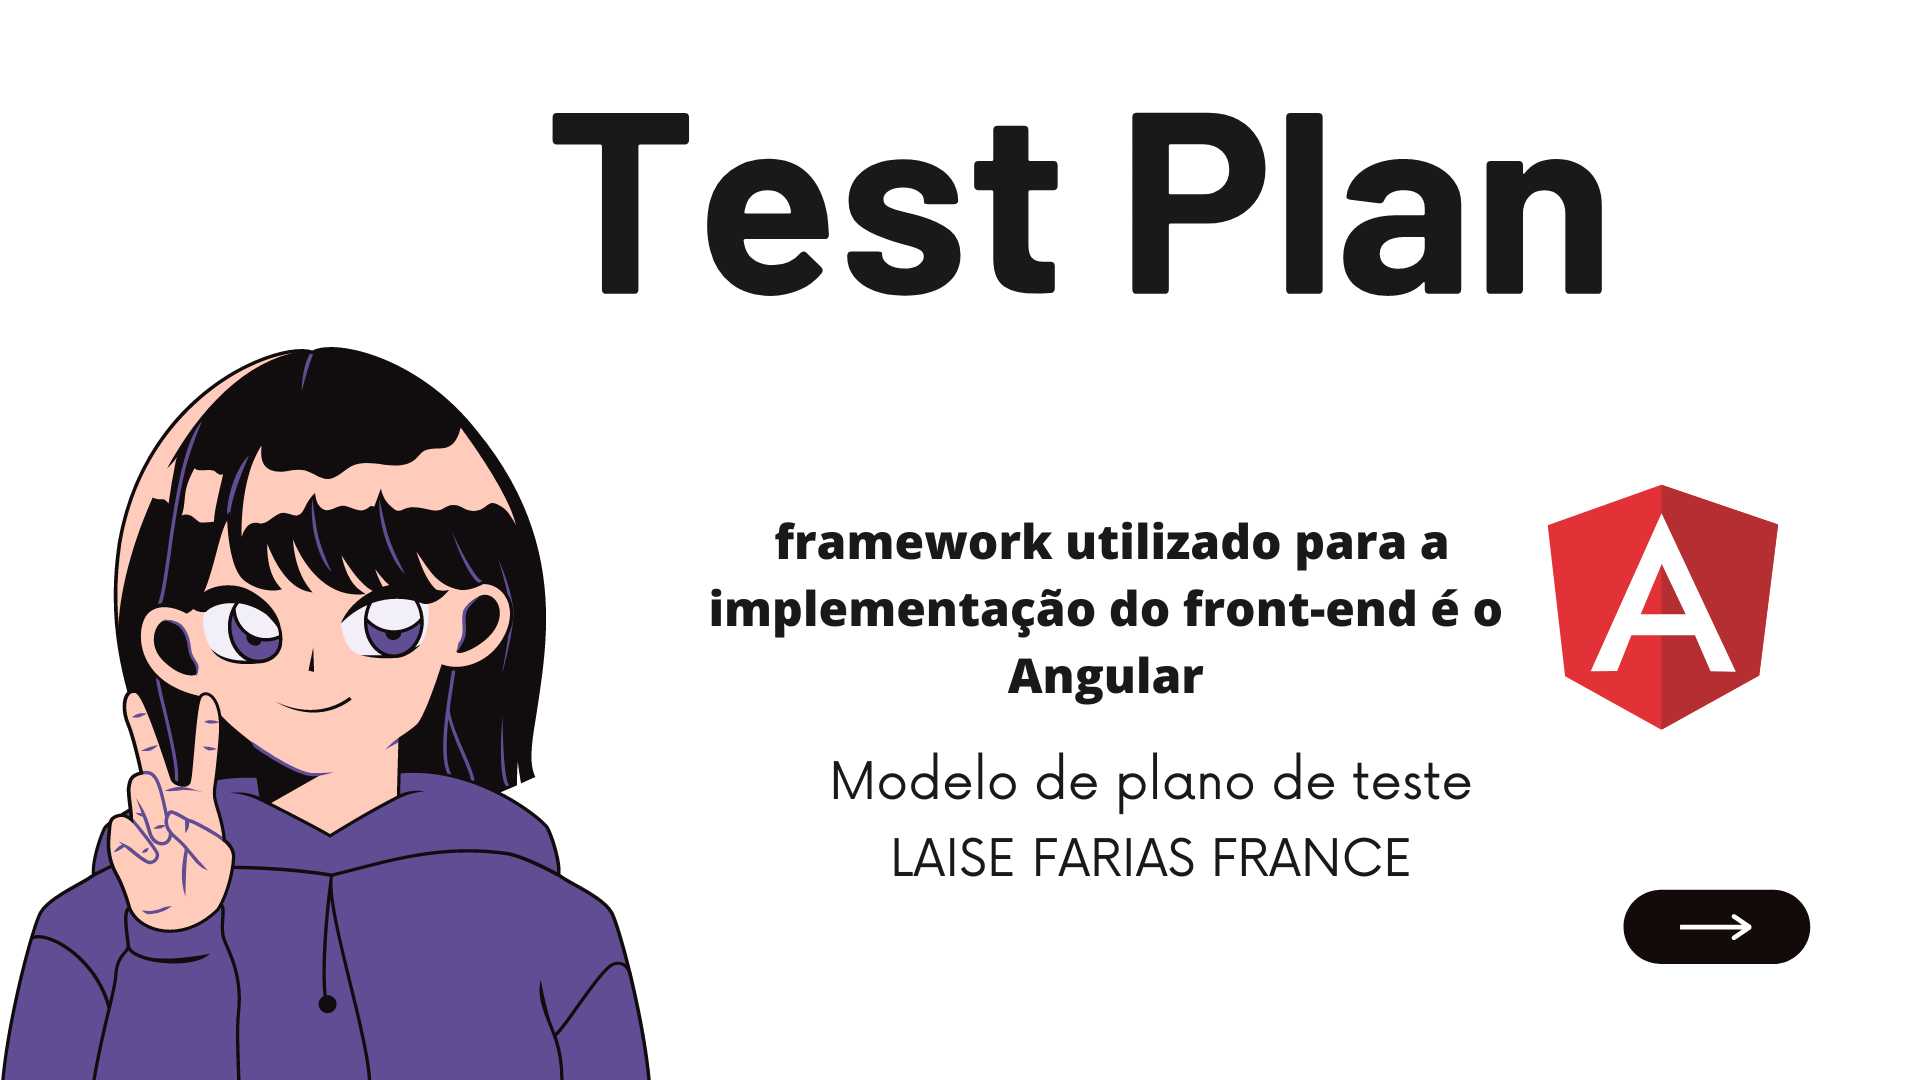 Test Plan
framework utilizado para a
implementação do front-end é o
Angular
A
Modelo de plano de teste
LAISE FARIAS FRANCE